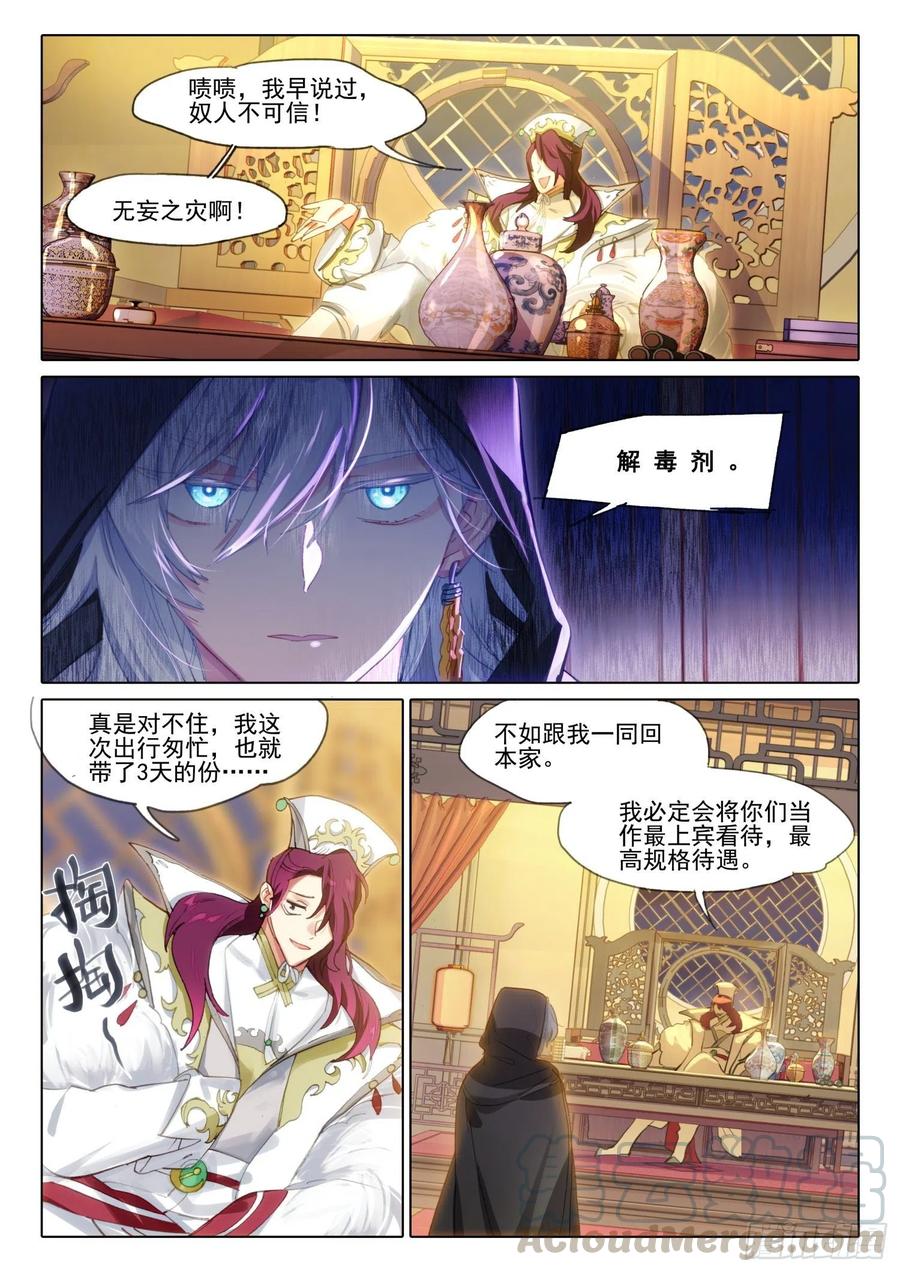 啧啧，我早说过，
奴人不可信！
无妄之灾啊！
解毒剂。
真是对不住，我这
次出行匆忙，也就
带了3天的份……
掏
掏~
不如跟我一同回
本家。
我必定会将你们当
作最上宾看待，最
高规格待遇。
AcloudMerge.com